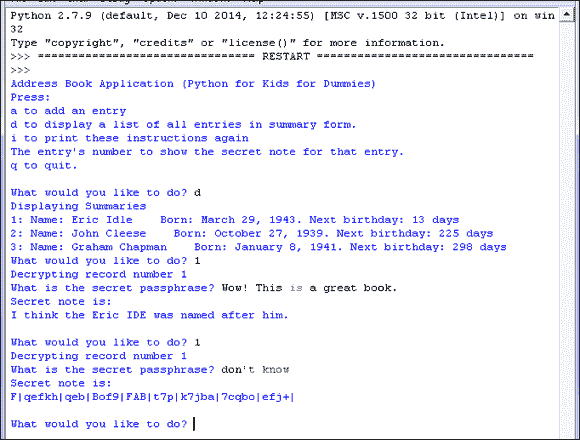 Python 2.7.9 (default, Dec 10 2014, 12:24:55) [MSC v.1500 32 bit (Intel)] on win
32
Type "copyright", "credits" or "license()" for more information.
>>> ================================ RESTART ================================
>>>
Address Book Application (Python for Kids for Dummies)
Press:
a to add an entry
d to display a list of all entries in summary form.
i to print these instructions again
The entry's number to show the secret note for that entry.
q to quit.
What would you like to do? d
Displaying Summaries
1: Name: Eric Idle    Born: March 29, 1943. Next birthday: 13 days
2: Name: John Cleese    Born: October 27, 1939. Next birthday: 225 days
3: Name: Graham Chapman    Born: January 8, 1941. Next birthday: 298 days
What would you like to do? 1
Decrypting record number 1
What is the secret passphrase? Wow! This is a great book.
Secret note is:
I think the Eric IDE was named after him.
What would you like to do? 1
Decrypting record number 1
What is the secret passphrase? don't know
Secret note is:
F|qefkh|qeb|Bof9|FAB|t7p|k7jba|7cqbo|efj+|
What would you like to do?